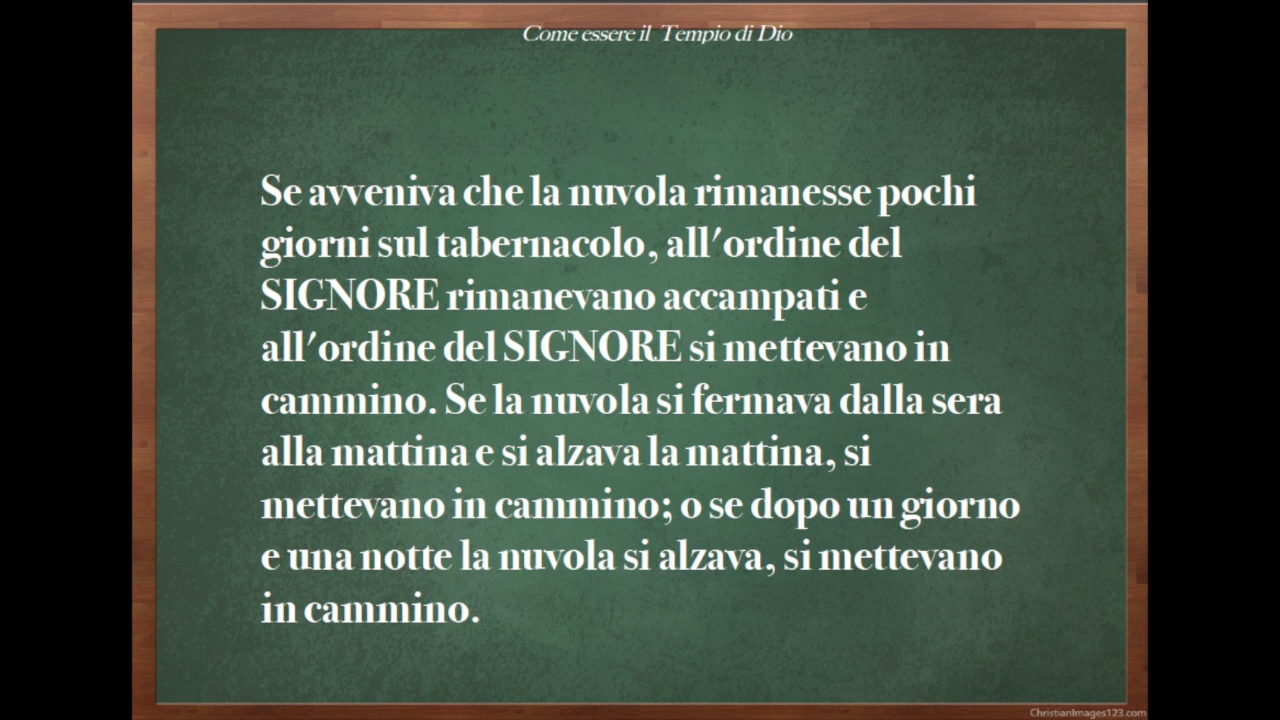 Come essere il Tempio di Dio
Se avveniva che la nuvola rimanesse pochi
giorni sul tabernacolo, all'ordine del
SIGNORE rimanevano accampati e
all'ordine del SIGNORE si mettevano in
cammino. Se la nuvola si fermava dalla sera
alla mattina e si alzava la mattina, si
mettevano in cammino; o se dopo un giorno
e una notte la nuvola si alzava, si mettevano
in cammino.
ChristianImages123.com